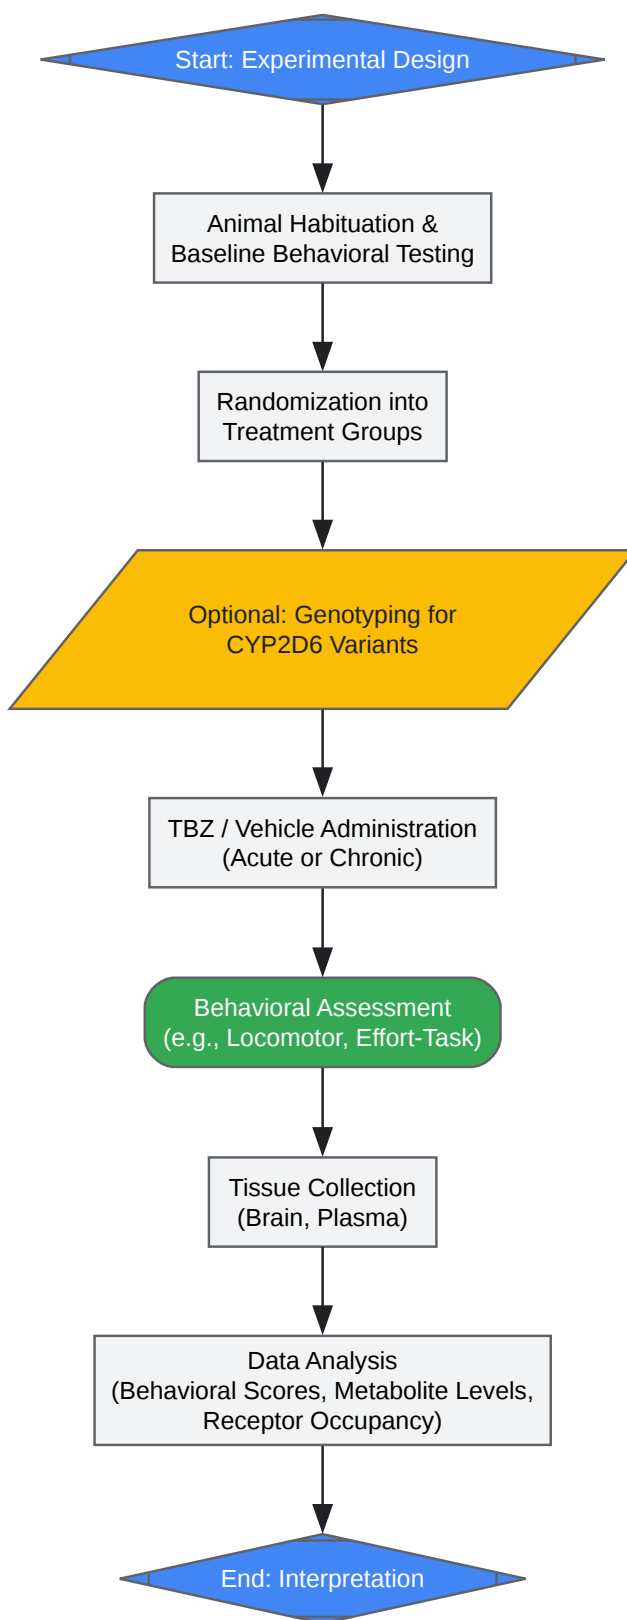 Start: Experimental Design
Animal Habituation &
Baseline Behavioral Testing
Randomization into
Treatment Groups
Optional: Genotyping for
CYP2D6 Variants
TBZ / Vehicle Administration
(Acute or Chronic)
Behavioral Assessment
(e.g., Locomotor, Effort-Task)
Tissue Collection
(Brain, Plasma)
Data Analysis
(Behavioral Scores, Metabolite Levels,
Receptor Occupancy)
End: Interpretation